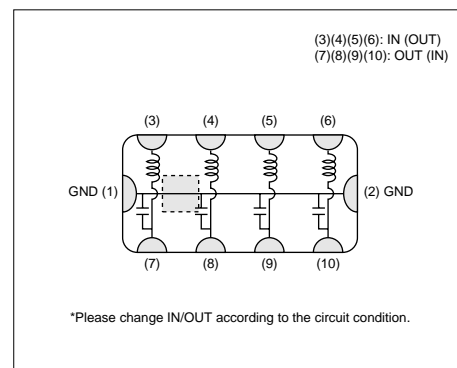 (3)(4)(5)(6): IN (OUT)
(7)(8)(9)(10): OUT (IN)
(3) (4) (5) (6)
GND (1) (2) GND
(7) (8) (9) (10)
*Please change IN/OUT according to the circuit condition.